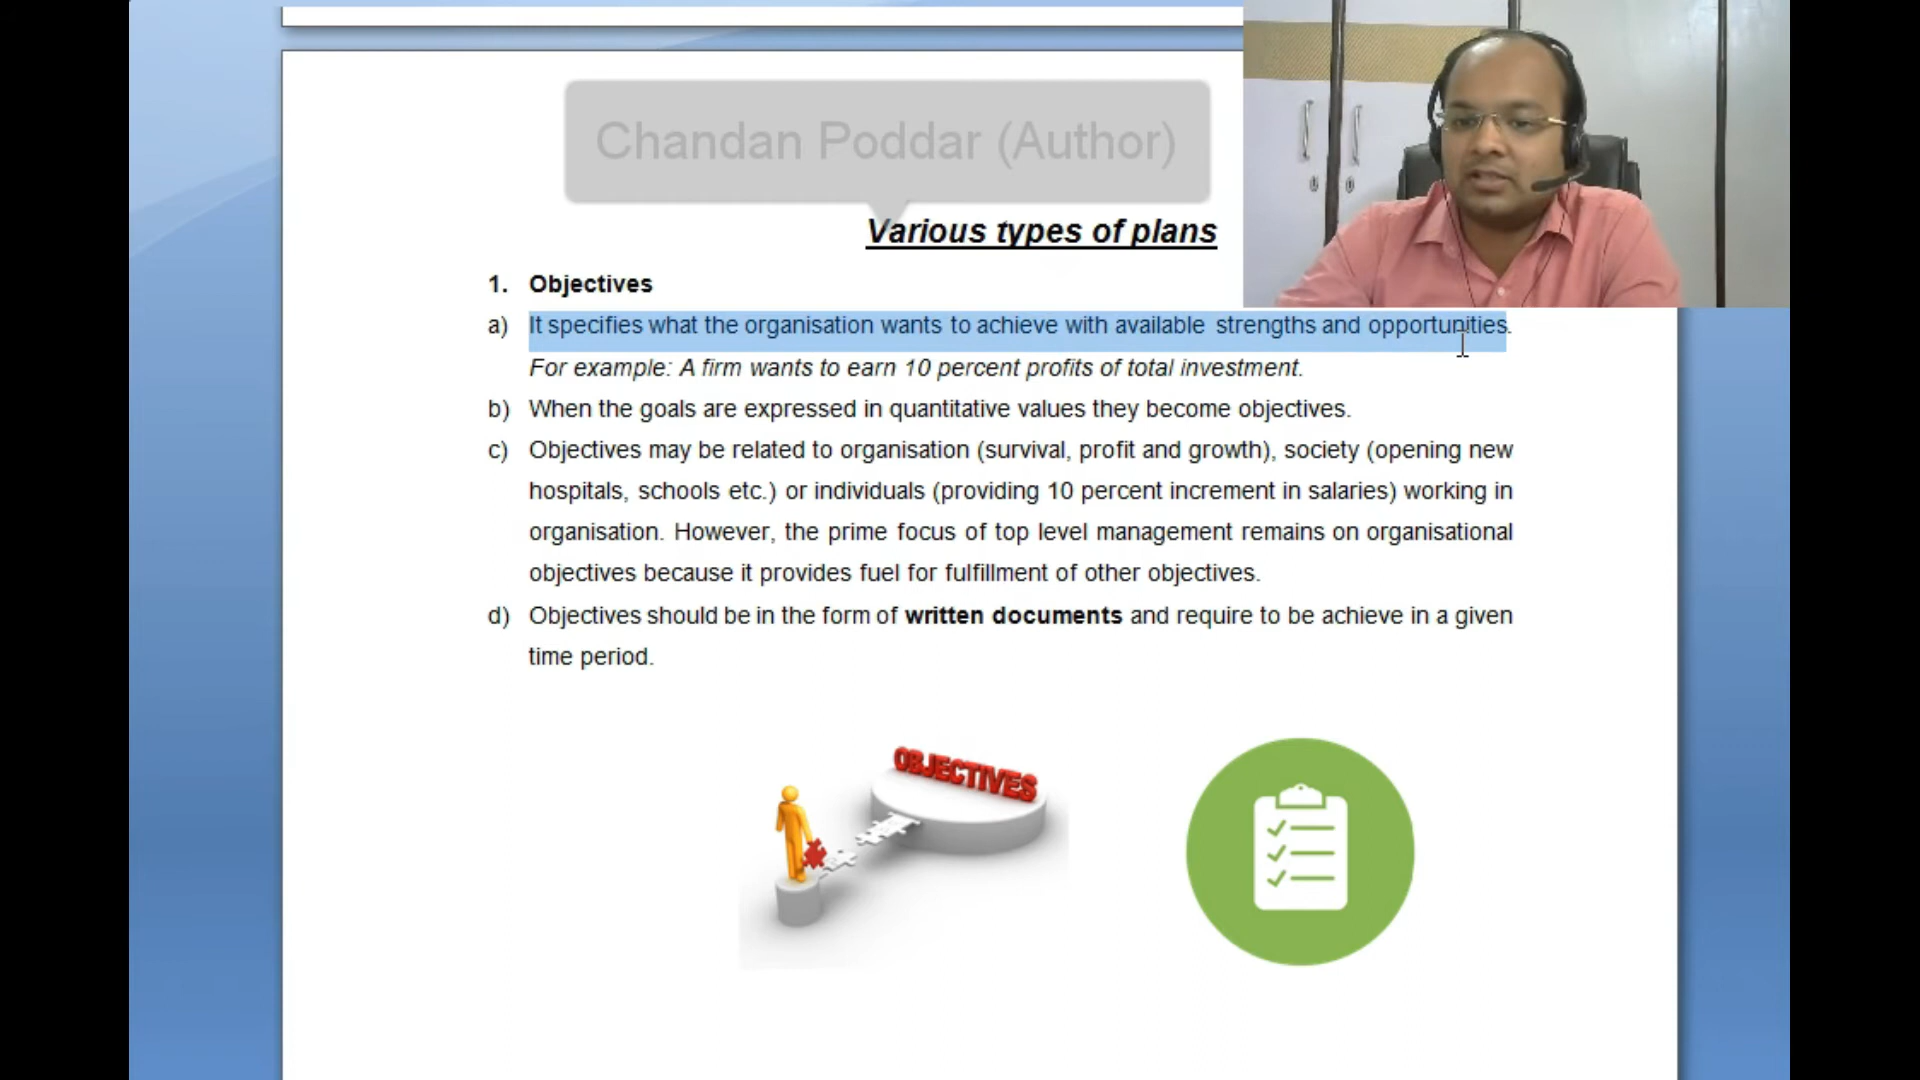 Chandan Poddar (Author)
Various types of plans
1. Objectives
a) It specifies what the organisation wants to achieve with available strengths and opportunities.
For example: A firm wants to earn 10 percent profits of total investment.
b) When the goals are expressed in quantitative values they become objectives.
c) Objectives may be related to organisation (survival, profit and growth), society (opening new
hospitals, schools etc.) or individuals (providing 10 percent increment in salaries) working in
organisation. However, the prime focus of top level management remains on organisational
objectives because it provides fuel for fulfillment of other objectives.
d) Objectives should be in the form of written documents and require to be achieve in a given
time period.
OBJECTIVES